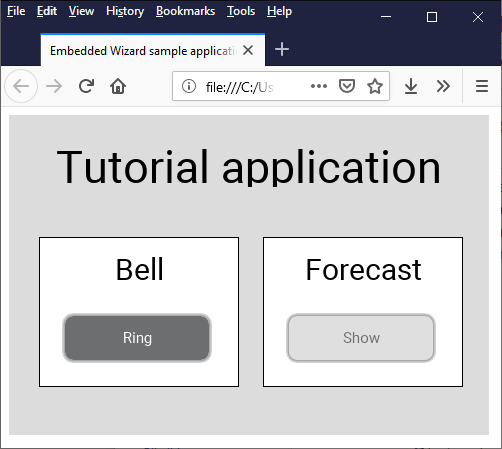 File Edit View History Bookmarks Tools Help
Embedded Wizard sample applicati
file:///C:/Us
Tutorial application
Bell
Forecast
Ring
Show